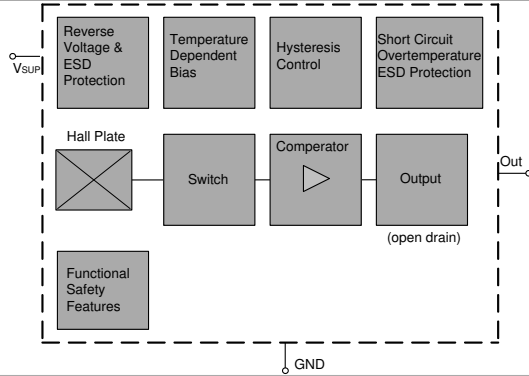 Reverse
Voltage &
ESD
Protection
Temperature
Dependent
Bias
Hysteresis
Control
Short Circuit
Overtemperature
ESD Protection
VSUP
Hall Plate
Switch
Comperator
Output
(open drain)
Out
Functional
Safety
Features
GND